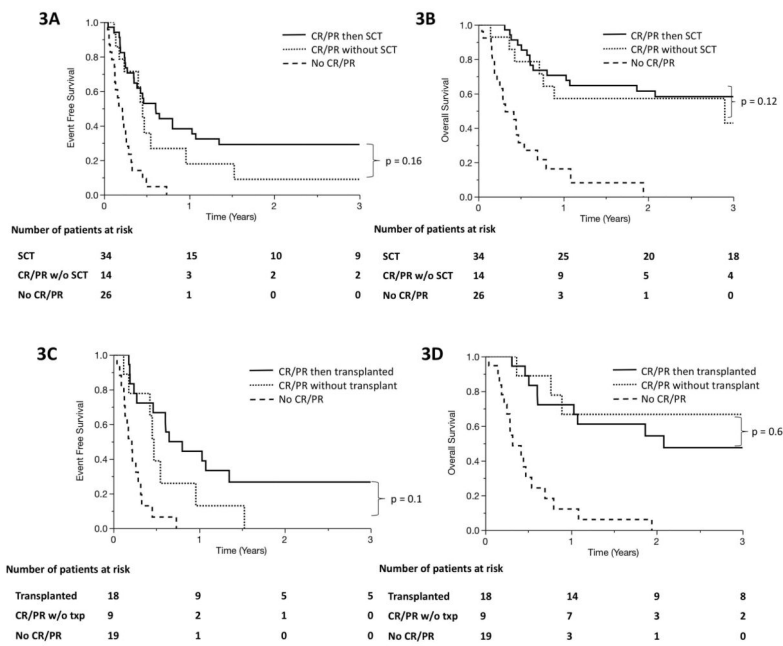 3A
CR/PR then SCT
CR/PR without SCT
No CR/PR
Event Free Survival
1.0
0.8
0.6
0.4
0.2
0.0
0 1 2 3
Time (Years)
p = 0.16
Number of patients at risk
SCT 34 15 10 9
CR/PR w/o SCT 14 3 2 2
No CR/PR 26 1 0 0
3B
CR/PR then SCT
CR/PR without SCT
No CR/PR
Overall Survival
1.0
0.8
0.6
0.4
0.2
0.0
0 1 2 3
Time (Years)
p = 0.12
Number of patients at risk
SCT 34 25 20 18
CR/PR w/o SCT 14 9 5 4
No CR/PR 26 3 1 0
3C
CR/PR then transplanted
CR/PR without transplant
No CR/PR
Event Free Survival
1.0
0.8
0.6
0.4
0.2
0.0
0 1 2 3
Time (Years)
p = 0.1
Number of patients at risk
Transplanted 18 9 5 5
CR/PR w/o txp 9 2 1 0
No CR/PR 19 1 0 0
3D
CR/PR then transplanted
CR/PR without transplant
No CR/PR
Overall Survival
1.0
0.8
0.6
0.4
0.2
0.0
0 1 2 3
Time (Years)
p = 0.6
Number of patients at risk
Transplanted 18 14 9 8
CR/PR w/o txp 9 7 3 2
No CR/PR 19 3 1 0